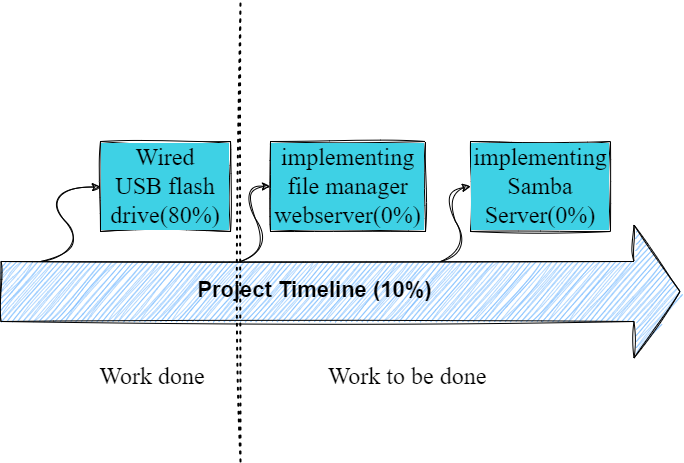 Wired
USB flash
drive(80%)
implementing
file manager
webserver(0%)
implementing
Samba
Server(0%)
Project Timeline (10%)
Work done
Work to be done